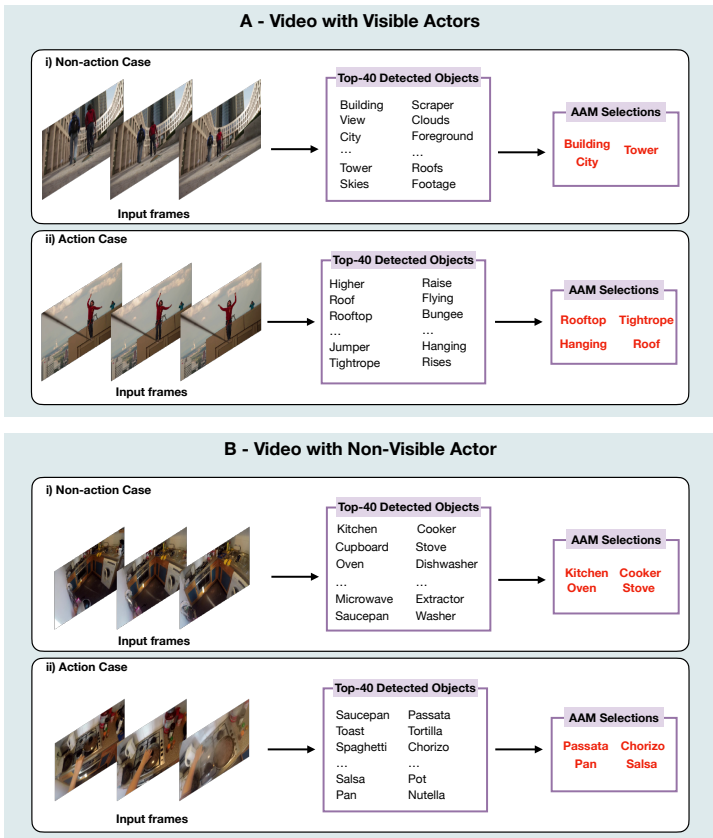 A - Video with Visible Actors
i) Non-action Case
Top-40 Detected Objects
Building Scraper
View Clouds
City Foreground
... ...
Tower Roofs
Skies Footage
AAM Selections
Building Tower
City
Input frames
ii) Action Case
Top-40 Detected Objects
Higher Raise
Roof Flying
Rooftop Bungee
... ...
Jumper Hanging
Tightrope Rises
AAM Selections
Rooftop Tightrope
Hanging Roof
Input frames
B - Video with Non-Visible Actor
i) Non-action Case
Top-40 Detected Objects
Kitchen Cooker
Cupboard Stove
Oven Dishwasher
... ...
Microwave Extractor
Saucepan Washer
AAM Selections
Kitchen Cooker
Oven Stove
Input frames
ii) Action Case
Top-40 Detected Objects
Saucepan Passata
Toast Tortilla
Spaghetti Chorizo
... ...
Salsa Pot
Pan Nutella
AAM Selections
Passata Chorizo
Pan Salsa
Input frames